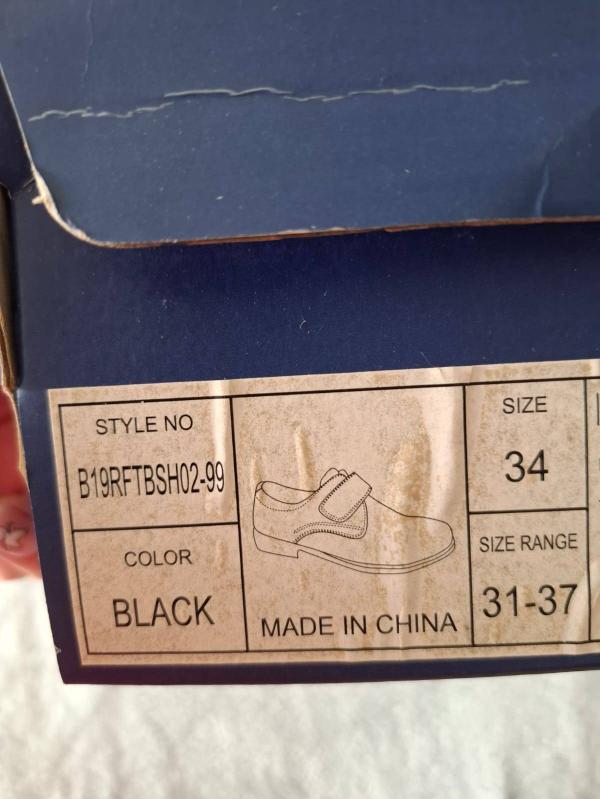 STYLE NO
B19RFTBSH02-99
COLOR
BLACK
MADE IN CHINA
SIZE
34
SIZE RANGE
31-37